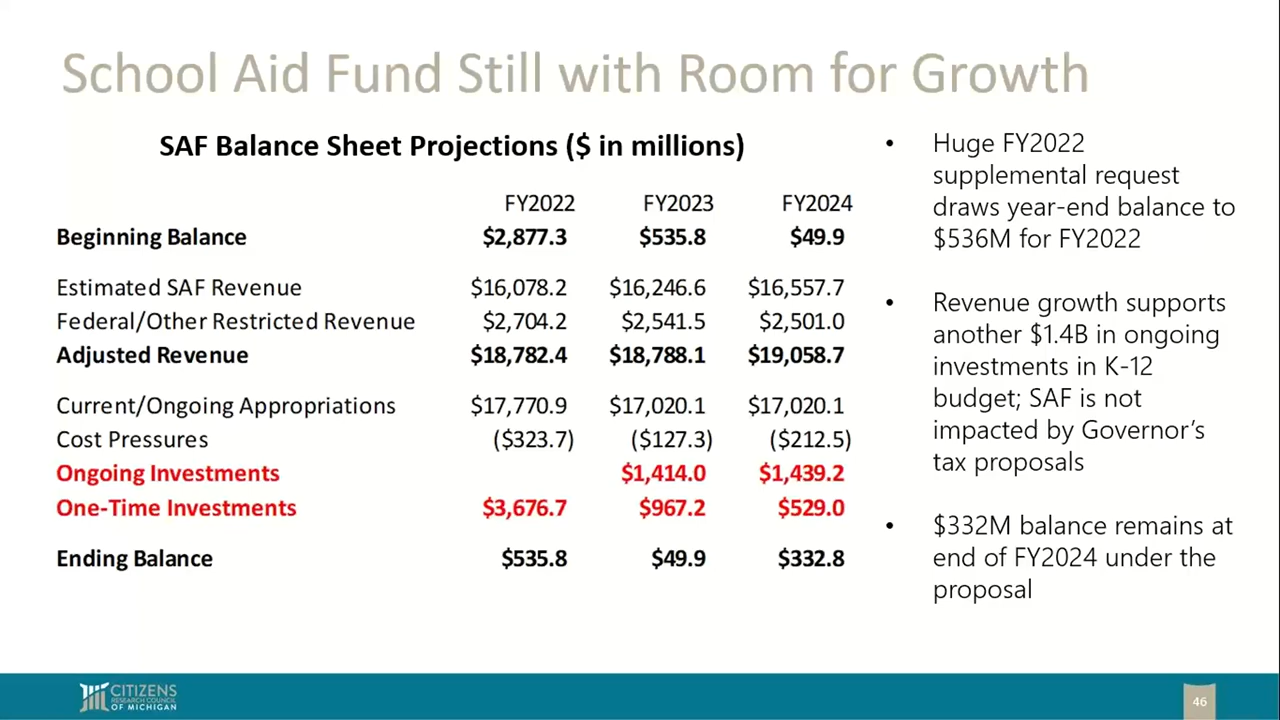 School Aid Fund Still with Room for Growth
SAF Balance Sheet Projections ($ in millions)
FY2022 FY2023 FY2024
Beginning Balance $2,877.3 $535.8 $49.9
Estimated SAF Revenue $16,078.2 $16,246.6 $16,557.7
Federal/Other Restricted Revenue $2,704.2 $2,541.5 $2,501.0
Adjusted Revenue $18,782.4 $18,788.1 $19,058.7
Current/Ongoing Appropriations $17,770.9 $17,020.1 $17,020.1
Cost Pressures ($323.7) ($127.3) ($212.5)
Ongoing Investments $1,414.0 $1,439.2
One-Time Investments $3,676.7 $967.2 $529.0
Ending Balance $535.8 $49.9 $332.8
• Huge FY2022
supplemental request
draws year-end balance to
$536M for FY2022
• Revenue growth supports
another $1.4B in ongoing
investments in K-12
budget; SAF is not
impacted by Governor’s
tax proposals
• $332M balance remains at
end of FY2024 under the
proposal
CITIZENS
RESEARCH COUNCIL
OF MICHIGAN
46